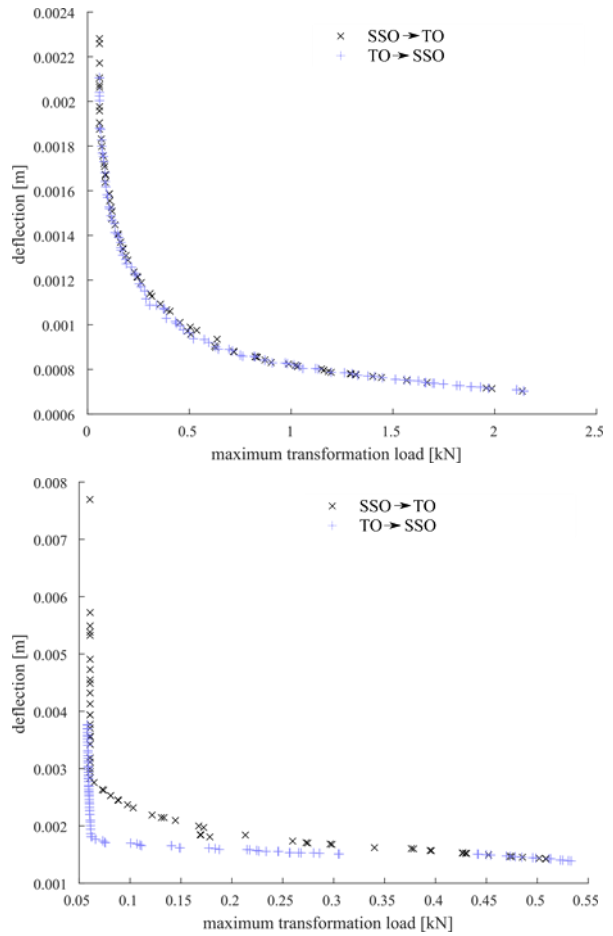 0.0024
SSO→TO
0.0022
TO→SSO
0.002
0.0018
0.0016
deflection [m]
0.0014
0.0012
0.001
0.0008
0.0006
0 0.5 1 1.5 2 2.5
maximum transformation load [kN]
0.008
SSO→TO
TO→SSO
0.007
0.006
0.005
deflection [m]
0.004
0.003
0.002
0.001
0.05 0.1 0.15 0.2 0.25 0.3 0.35 0.4 0.45 0.5 0.55
maximum transformation load [kN]